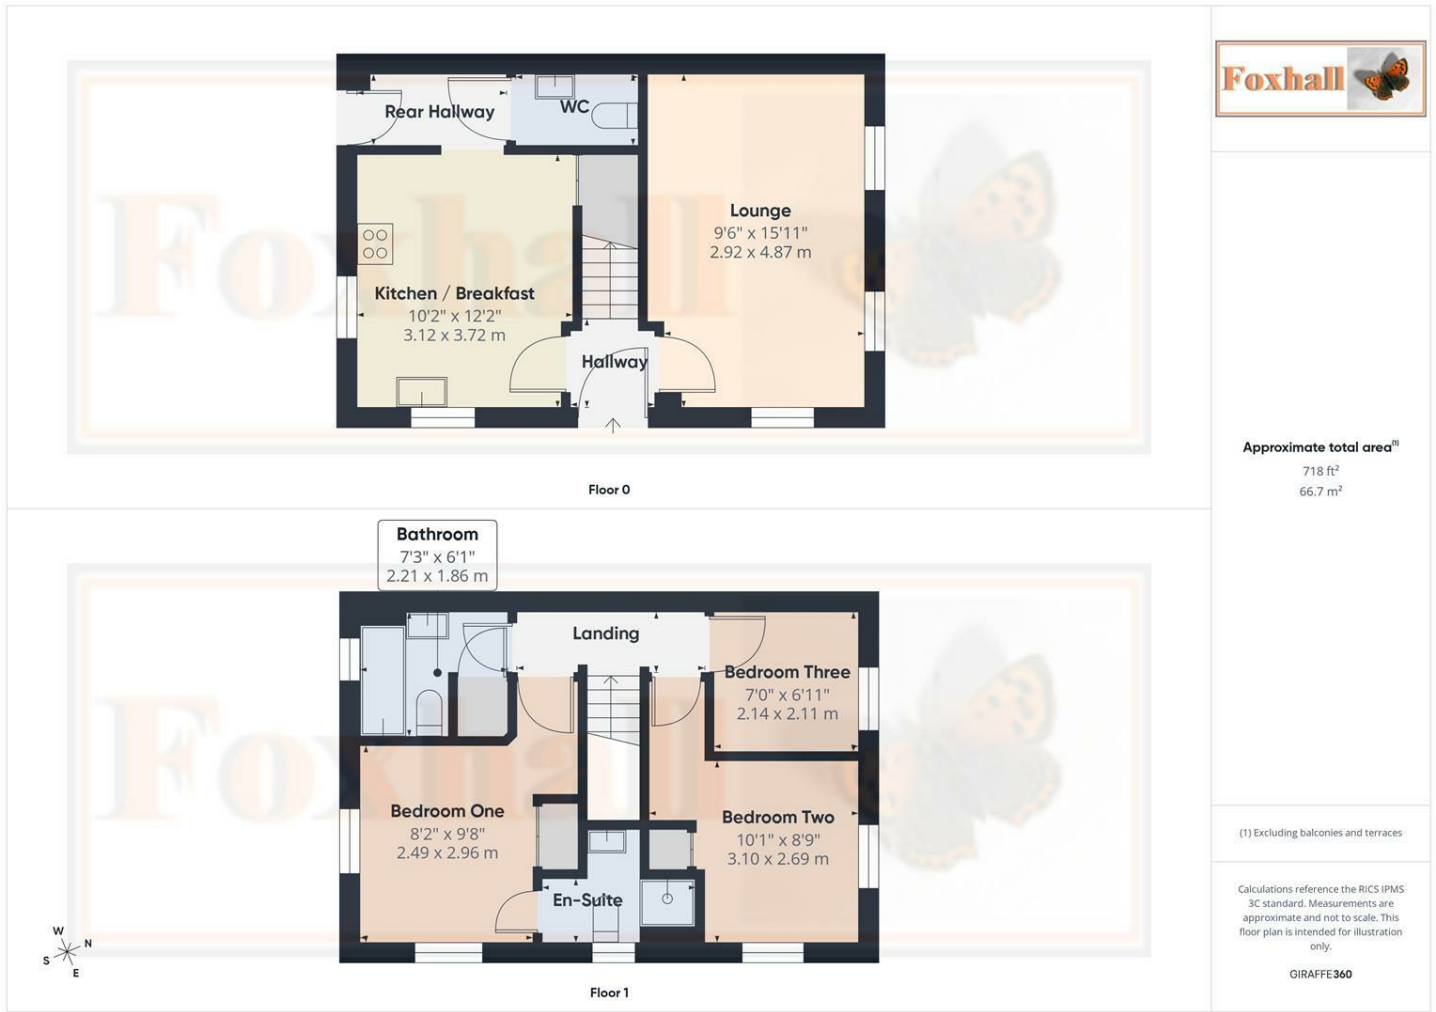 Foxhall
Rear Hallway
WC
Lounge
9'6" x 15'11"
2.92 x 4.87 m
Kitchen / Breakfast
10'2" x 12'2"
3.12 x 3.72 m
Hallway
Foxhall
Floor 0
Approximate total area(1)
718 ft²
66.7 m²
Bathroom
7'3" x 6'1"
2.21 x 1.86 m
Landing
Bedroom Three
7'0" x 6'11"
2.14 x 2.11 m
Bedroom One
8'2" x 9'8"
2.49 x 2.96 m
Bedroom Two
10'1" x 8'9"
3.10 x 2.69 m
En-Suite
Foxhall
W
N
S
E
Floor 1
(1) Excluding balconies and terraces
Calculations reference the RICS IPMS
3C standard. Measurements are
approximate and not to scale. This
floor plan is intended for illustration
only.
GIRAFFE360